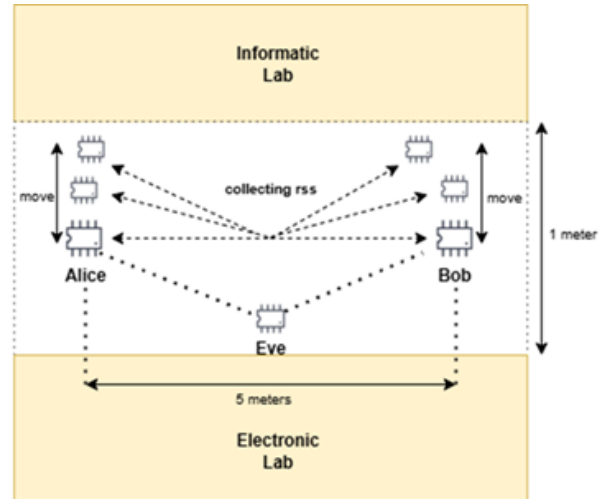 Informatic
Lab
collecting rss
move
move
1 meter
Alice
Bob
Eve
5 meters
Electronic
Lab